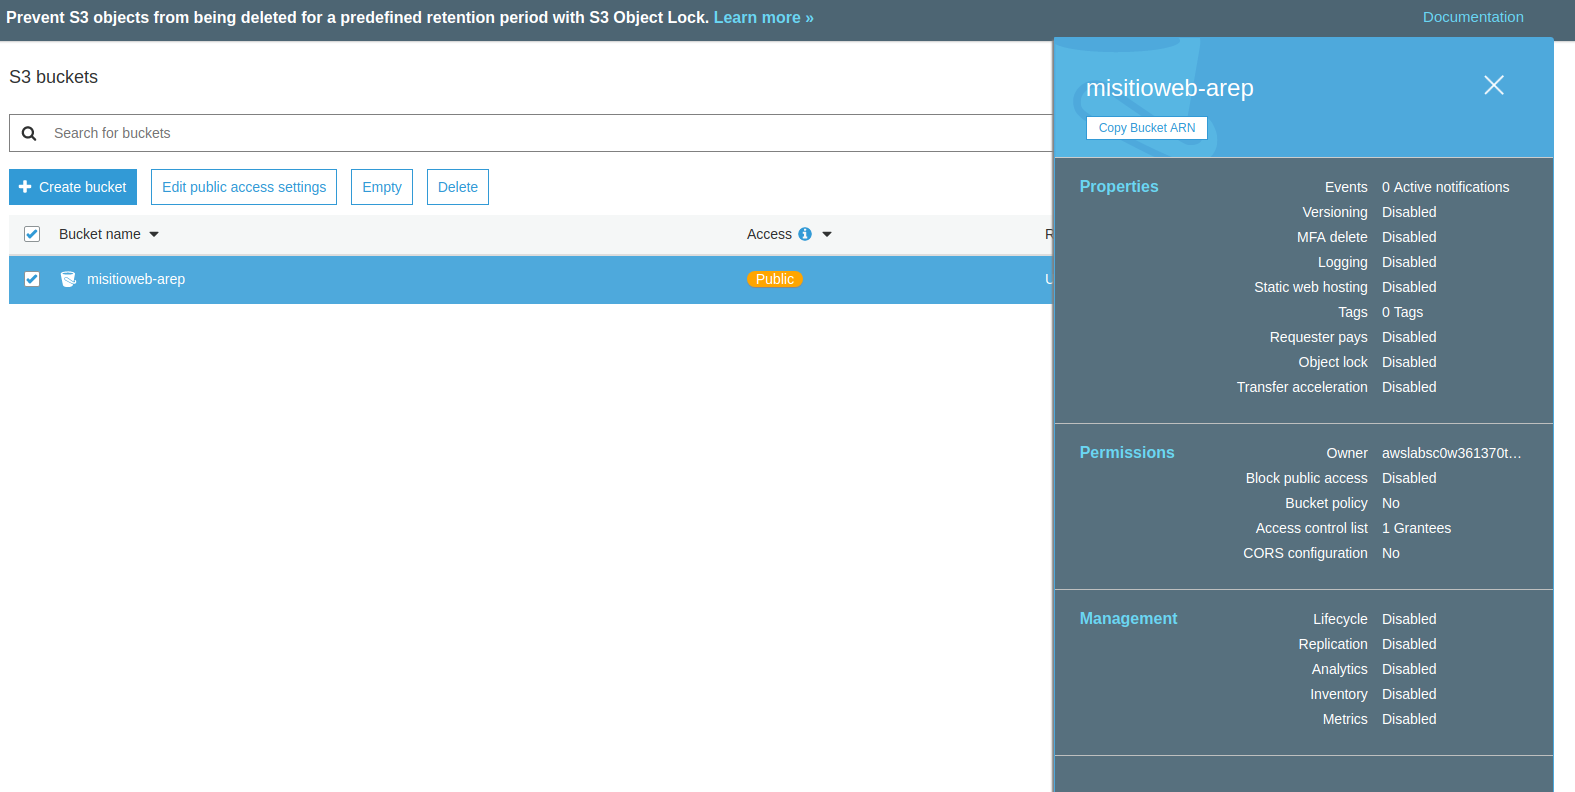 Prevent S3 objects from being deleted for a predefined retention period with S3 Object Lock. Learn more »
Documentation
S3 buckets
Search for buckets
Create bucket
Edit public access settings
Empty
Delete
Bucket name
Access
R
misitioweb-arep
Public
U
misitioweb-arep
Copy Bucket ARN
Properties
Events 0 Active notifications
Versioning Disabled
MFA delete Disabled
Logging Disabled
Static web hosting Disabled
Tags 0 Tags
Requester pays Disabled
Object lock Disabled
Transfer acceleration Disabled
Permissions
Owner awslabsc0w361370t...
Block public access Disabled
Bucket policy No
Access control list 1 Grantees
CORS configuration No
Management
Lifecycle Disabled
Replication Disabled
Analytics Disabled
Inventory Disabled
Metrics Disabled